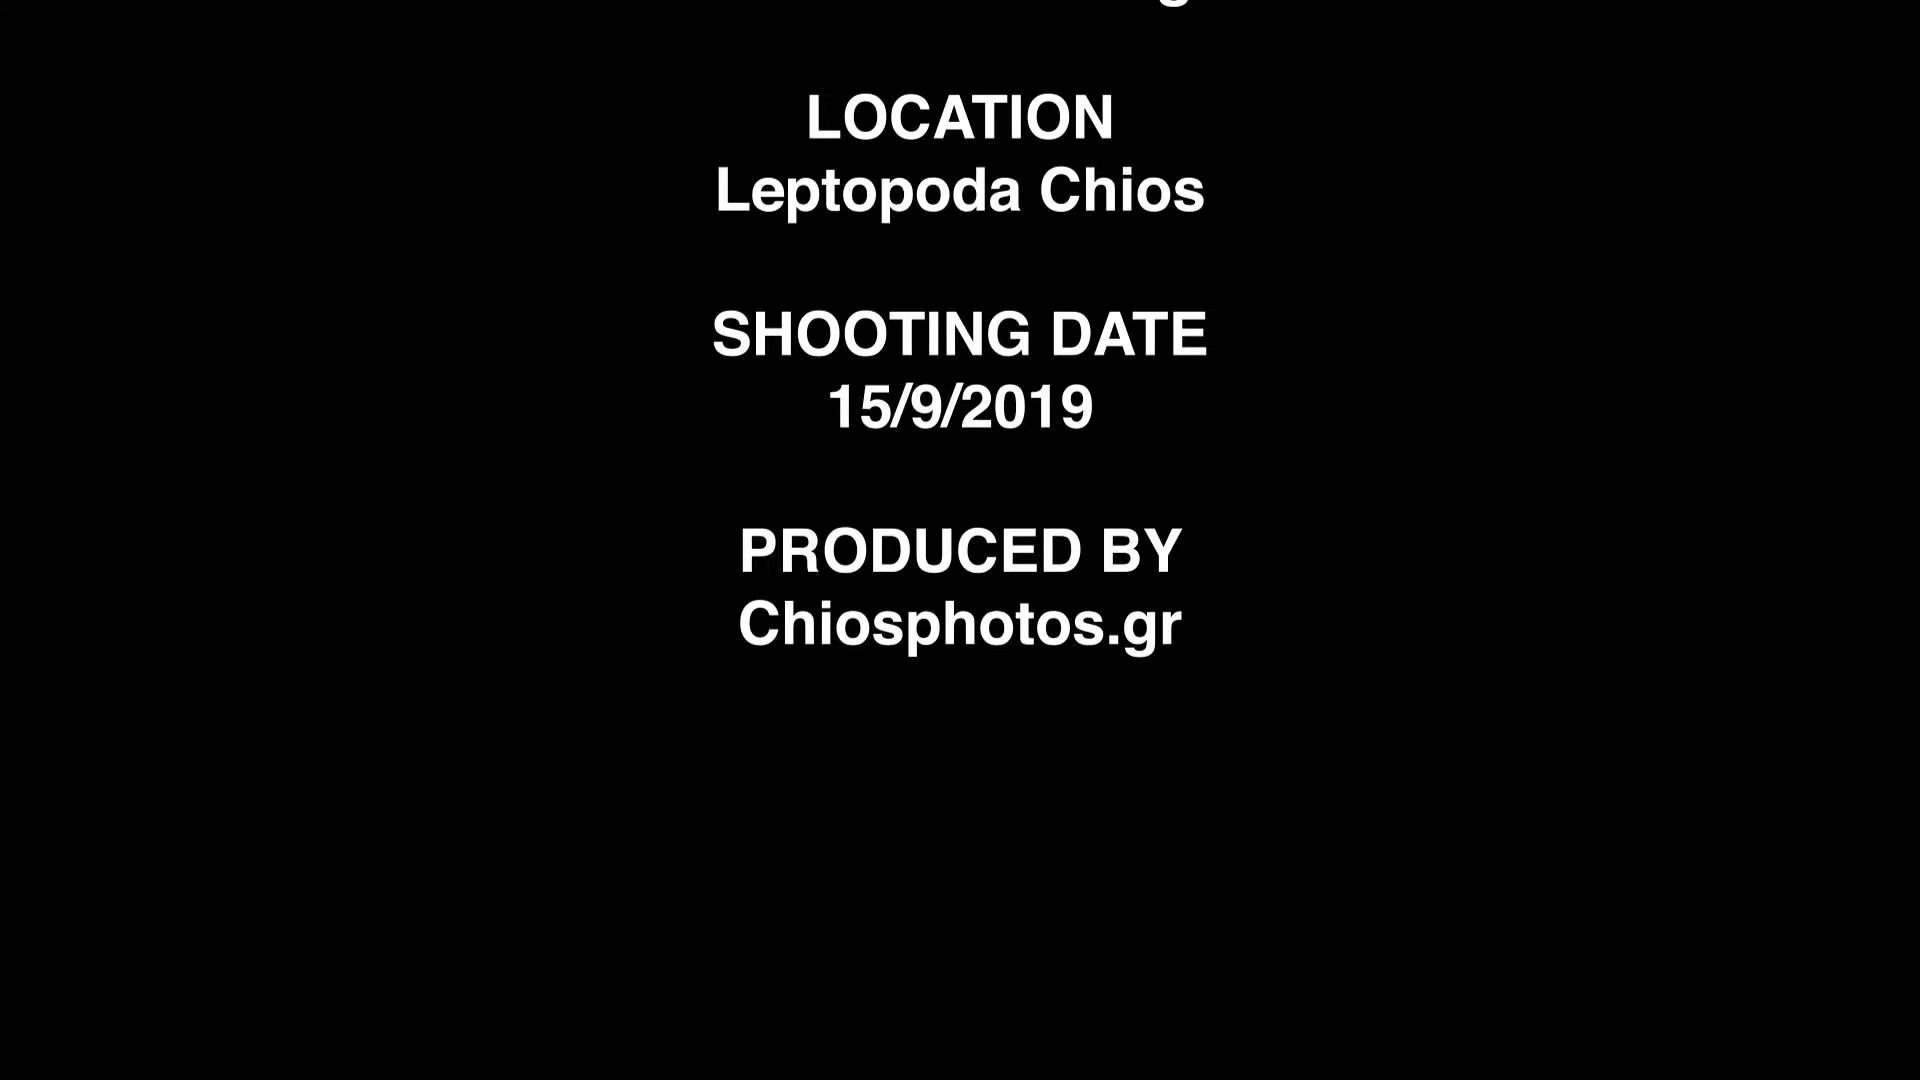 LOCATION
Leptopoda Chios
SHOOTING DATE
15/9/2019
PRODUCED BY
Chiosphotos.gr